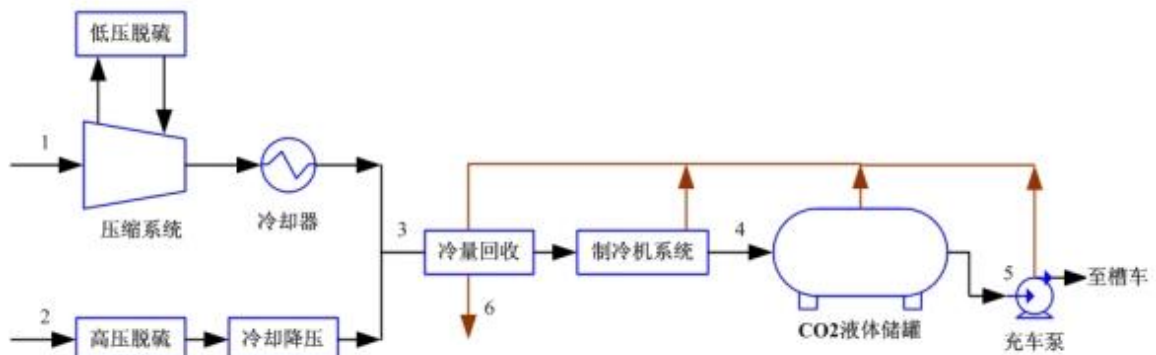 低压脱硫
1
压缩系统
冷却器
3
冷量回收
制冷机系统
4
CO2液体储罐
5
至槽车
充车泵
6
2
高压脱硫
冷却降压